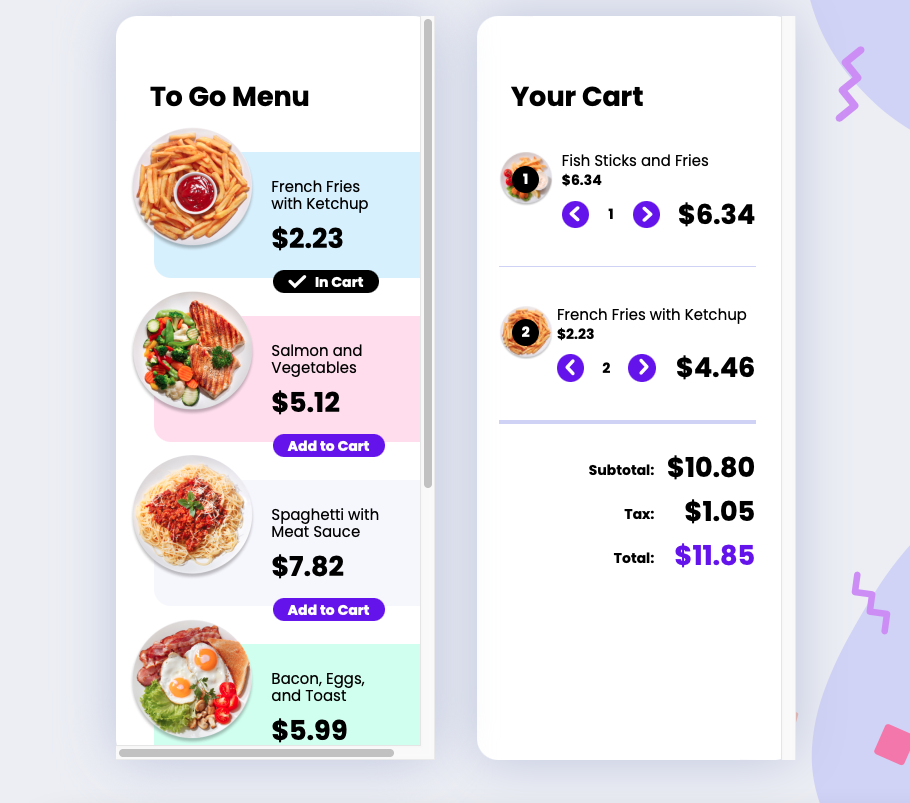 To Go Menu
French Fries
with Ketchup
$2.23
In Cart
Salmon and
Vegetables
$5.12
Add to Cart
Spaghetti with
Meat Sauce
$7.82
Add to Cart
Bacon, Eggs,
and Toast
$5.99
Your Cart
1
Fish Sticks and Fries
$6.34
1
$6.34
2
French Fries with Ketchup
$2.23
2
$4.46
Subtotal: $10.80
Tax: $1.05
Total: $11.85